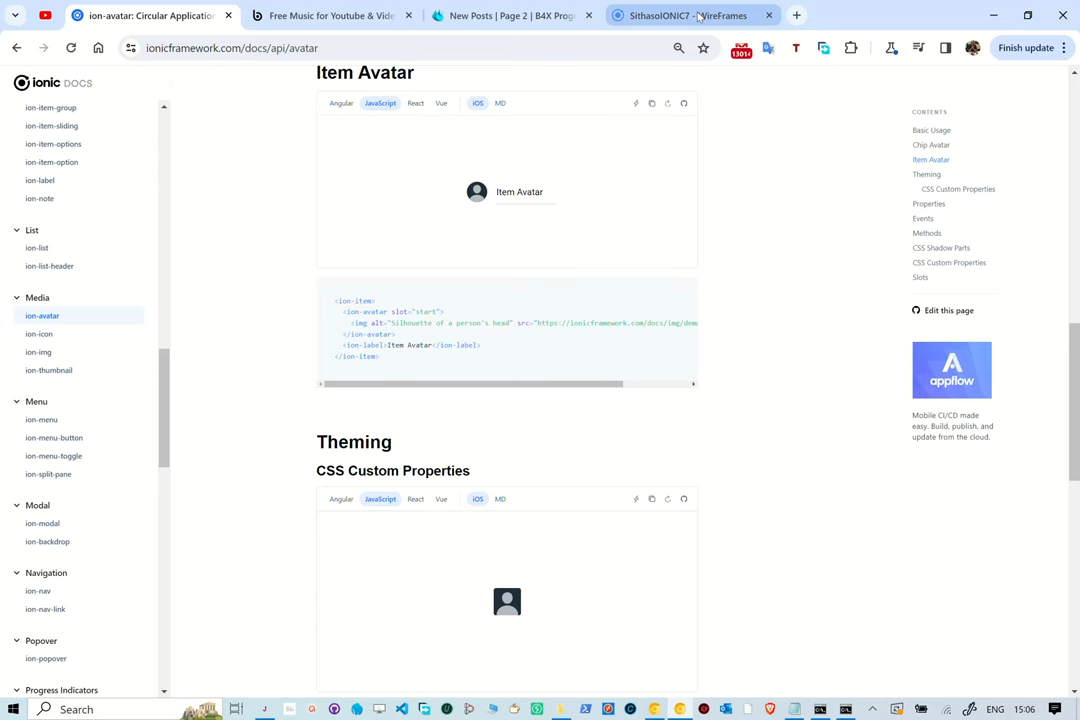 ion-avatar: Circular Application
Free Music for Youtube & Vide
New Posts | Page 2 | B4X Prog
SithasoIONIC7 - WireFrames
ionicframework.com/docs/api/avatar
13014
T
Finish update
ionic DOCS
ion-item-group
ion-item-sliding
ion-item-options
ion-item-option
ion-label
ion-note
List
ion-list
ion-list-header
Media
ion-avatar
ion-icon
ion-img
ion-thumbnail
Menu
ion-menu
ion-menu-button
ion-menu-toggle
ion-split-pane
Modal
ion-modal
ion-backdrop
Navigation
ion-nav
ion-nav-link
Popover
ion-popover
Progress Indicators
Item Avatar
Angular JavaScript React Vue iOS MD
Item Avatar
<ion-item>
<ion-avatar slot="start">
<img alt="Silhouette of a person's head" src="https://ionicframework.com/docs/img/dem
</ion-avatar>
<ion-label>Item Avatar</ion-label>
</ion-item>
Theming
CSS Custom Properties
Angular JavaScript React Vue iOS MD
CONTENTS
Basic Usage
Chip Avatar
Item Avatar
Theming
CSS Custom Properties
Properties
Events
Methods
CSS Shadow Parts
CSS Custom Properties
Slots
Edit this page
appflow
Mobile CI/CD made
easy. Build, publish, and
update from the cloud.
Search
ENG 15:06